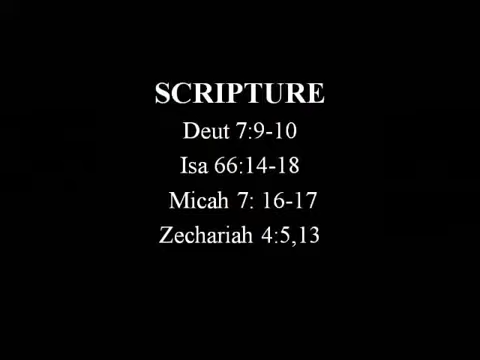 SCRIPTURE
Deut 7:9-10
Isa 66:14-18
Micah 7: 16-17
Zechariah 4:5,13